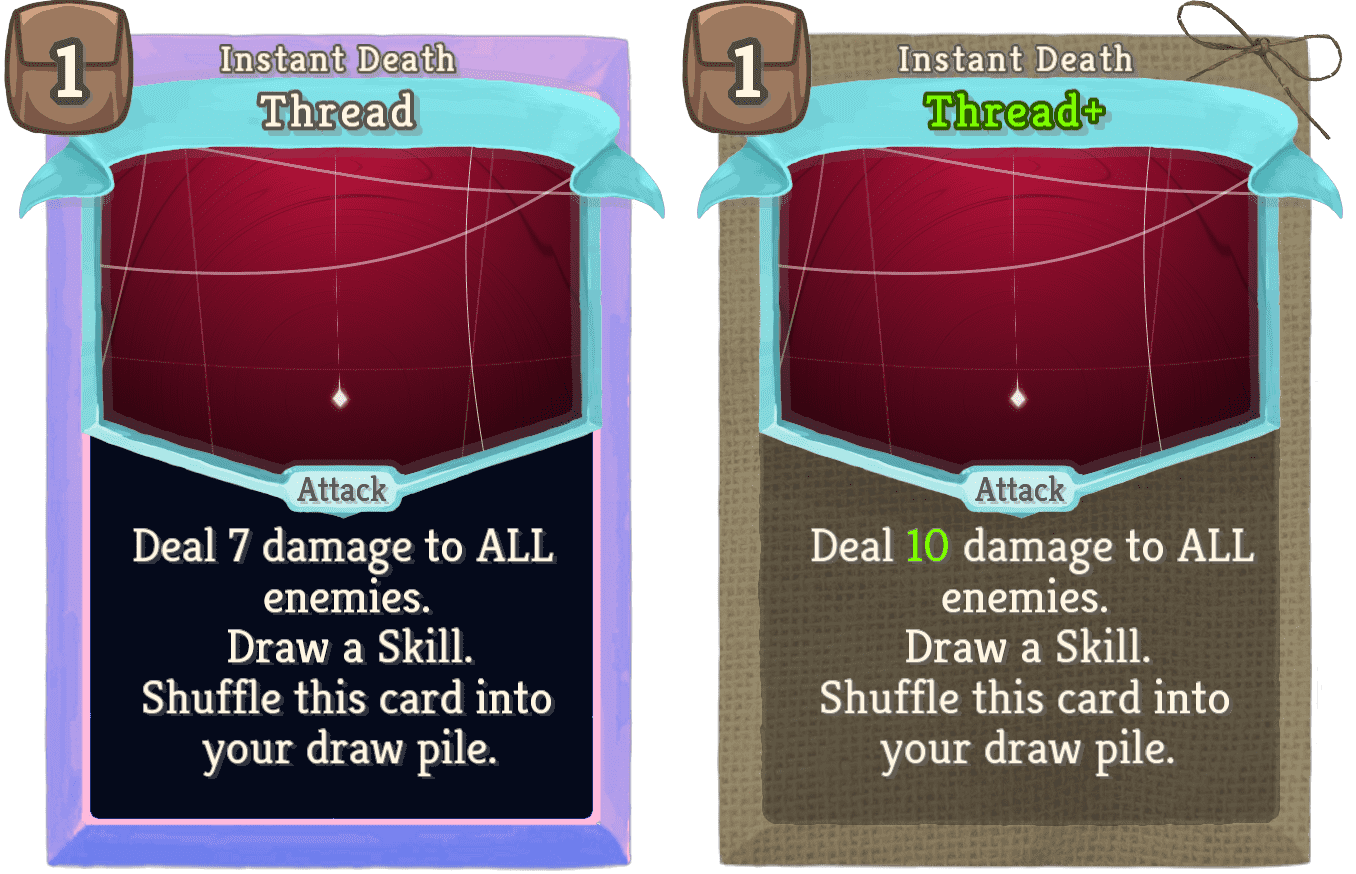 1
Instant Death
Thread
Attack
Deal 7 damage to ALL
enemies.
Draw a Skill.
Shuffle this card into
your draw pile.
1
Instant Death
Thread+
Attack
Deal 10 damage to ALL
enemies.
Draw a Skill.
Shuffle this card into
your draw pile.